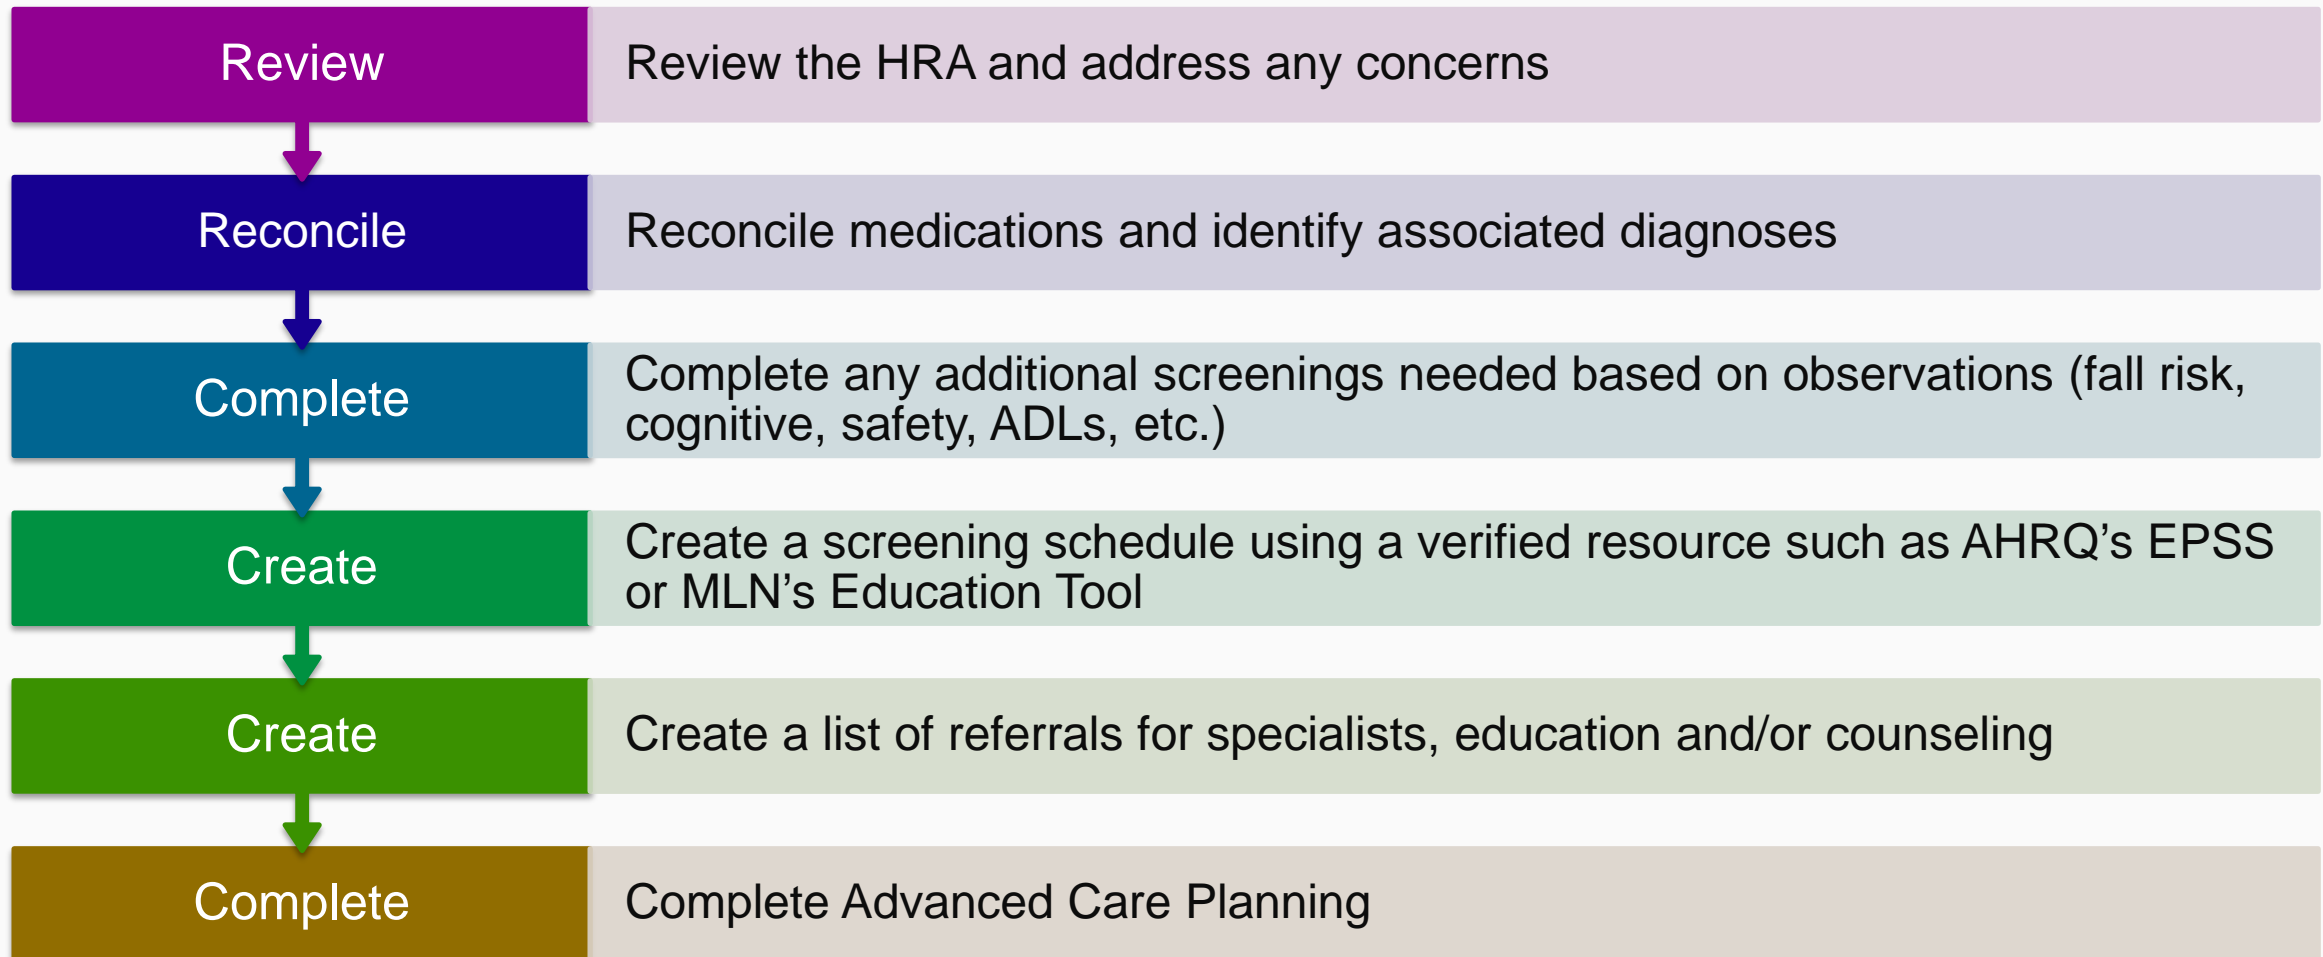 Review
Review the HRA and address any concerns
Reconcile
Reconcile medications and identify associated diagnoses
Complete
Complete any additional screenings needed based on observations (fall risk,
cognitive, safety, ADLs, etc.)
Create
Create a screening schedule using a verified resource such as AHRQ’s EPSS
or MLN’s Education Tool
Create
Create a list of referrals for specialists, education and/or counseling
Complete
Complete Advanced Care Planning